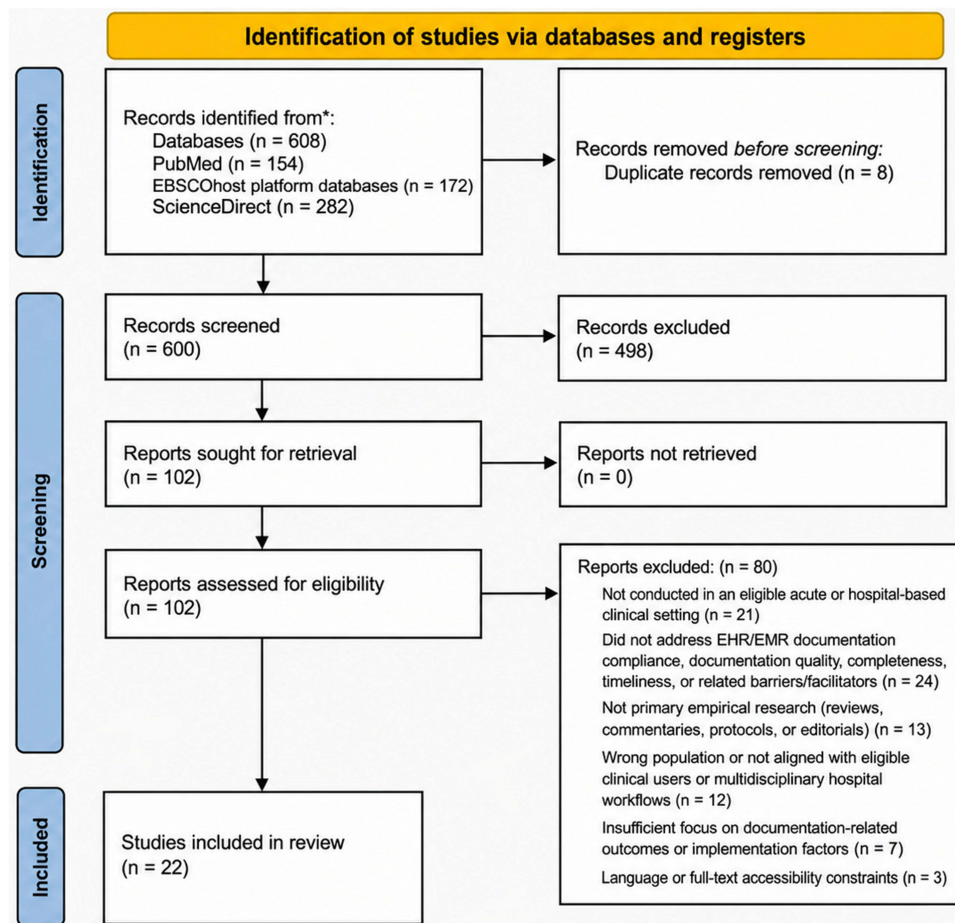 Identification of studies via databases and registers
Identification
Records identified from*:
Databases (n = 608)
PubMed (n = 154)
EBSCOhost platform databases (n = 172)
ScienceDirect (n = 282)
Records removed before screening:
Duplicate records removed (n = 8)
Screening
Records screened
(n = 600)
Records excluded
(n = 498)
Reports sought for retrieval
(n = 102)
Reports not retrieved
(n = 0)
Reports assessed for eligibility
(n = 102)
Reports excluded: (n = 80)
Not conducted in an eligible acute or hospital-based
clinical setting (n = 21)
Did not address EHR/EMR documentation
compliance, documentation quality, completeness,
timeliness, or related barriers/facilitators (n = 24)
Not primary empirical research (reviews,
commentaries, protocols, or editorials) (n = 13)
Wrong population or not aligned with eligible
clinical users or multidisciplinary hospital
workflows (n = 12)
Insufficient focus on documentation-related
outcomes or implementation factors (n = 7)
Language or full-text accessibility constraints (n = 3)
Included
Studies included in review
(n = 22)